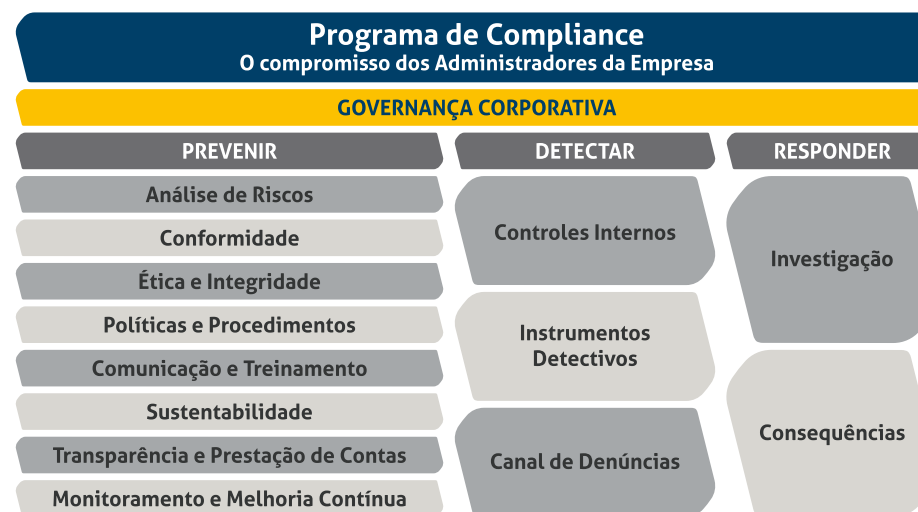 Programa de Compliance
O compromisso dos Administradores da Empresa
GOVERNANÇA CORPORATIVA
PREVENIR
DETECTAR
RESPONDER
Análise de Riscos
Conformidade
Ética e Integridade
Políticas e Procedimentos
Comunicação e Treinamento
Sustentabilidade
Transparência e Prestação de Contas
Monitoramento e Melhoria Contínua
Controles Internos
Instrumentos
Detectivos
Canal de Denúncias
Investigação
Consequências